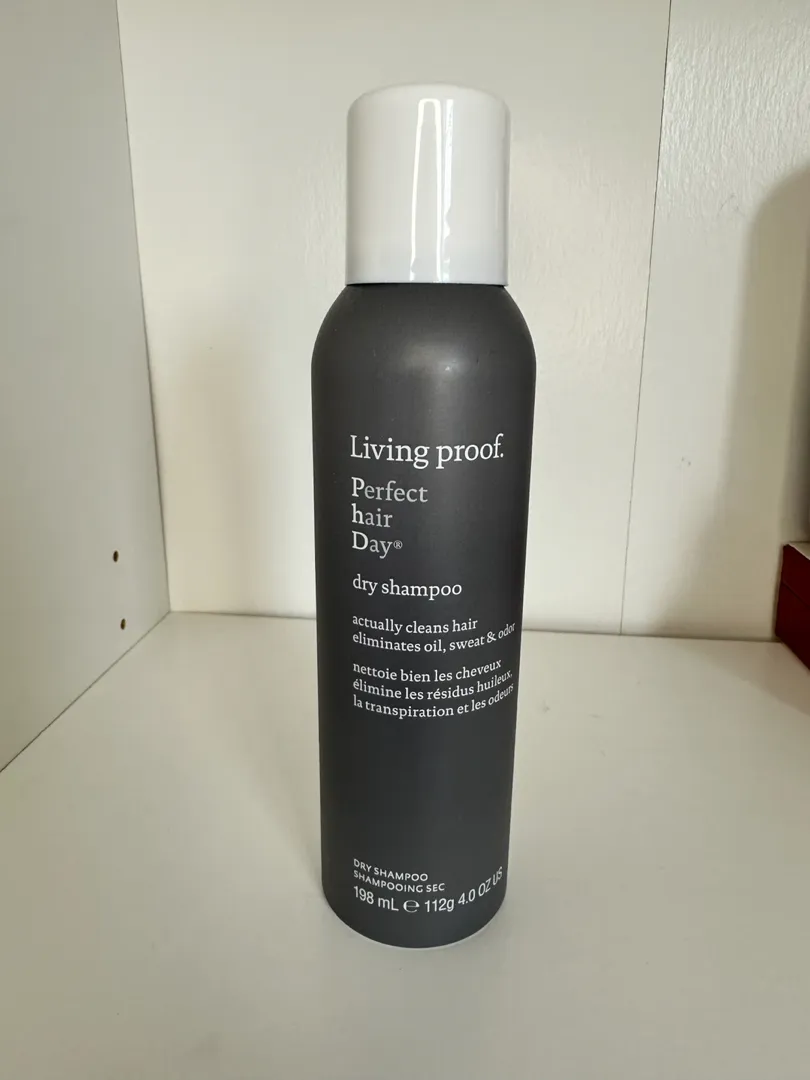 Living proof.
Perfect
hair
Day®
dry shampoo
actually cleans hair
eliminates oil, sweat & odor
nettoie bien les cheveux
élimine les résidus huileux,
la transpiration et les odeurs
DRY SHAMPOO
SHAMPOOING SEC
198 mL ℮ 112g 4.0 OZ US